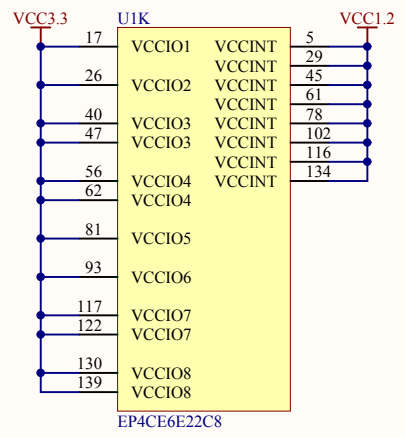 VCC3.3 U1K VCC1.2
17 VCCIO1 VCCINT 5
VCCINT 29
26 VCCIO2 VCCINT 45
VCCINT 61
40 VCCIO3 VCCINT 78
47 VCCIO3 VCCINT 102
VCCINT 116
56 VCCIO4 VCCINT 134
62 VCCIO4
81 VCCIO5
93 VCCIO6
117 VCCIO7
122 VCCIO7
130 VCCIO8
139 VCCIO8
EP4CE6E22C8